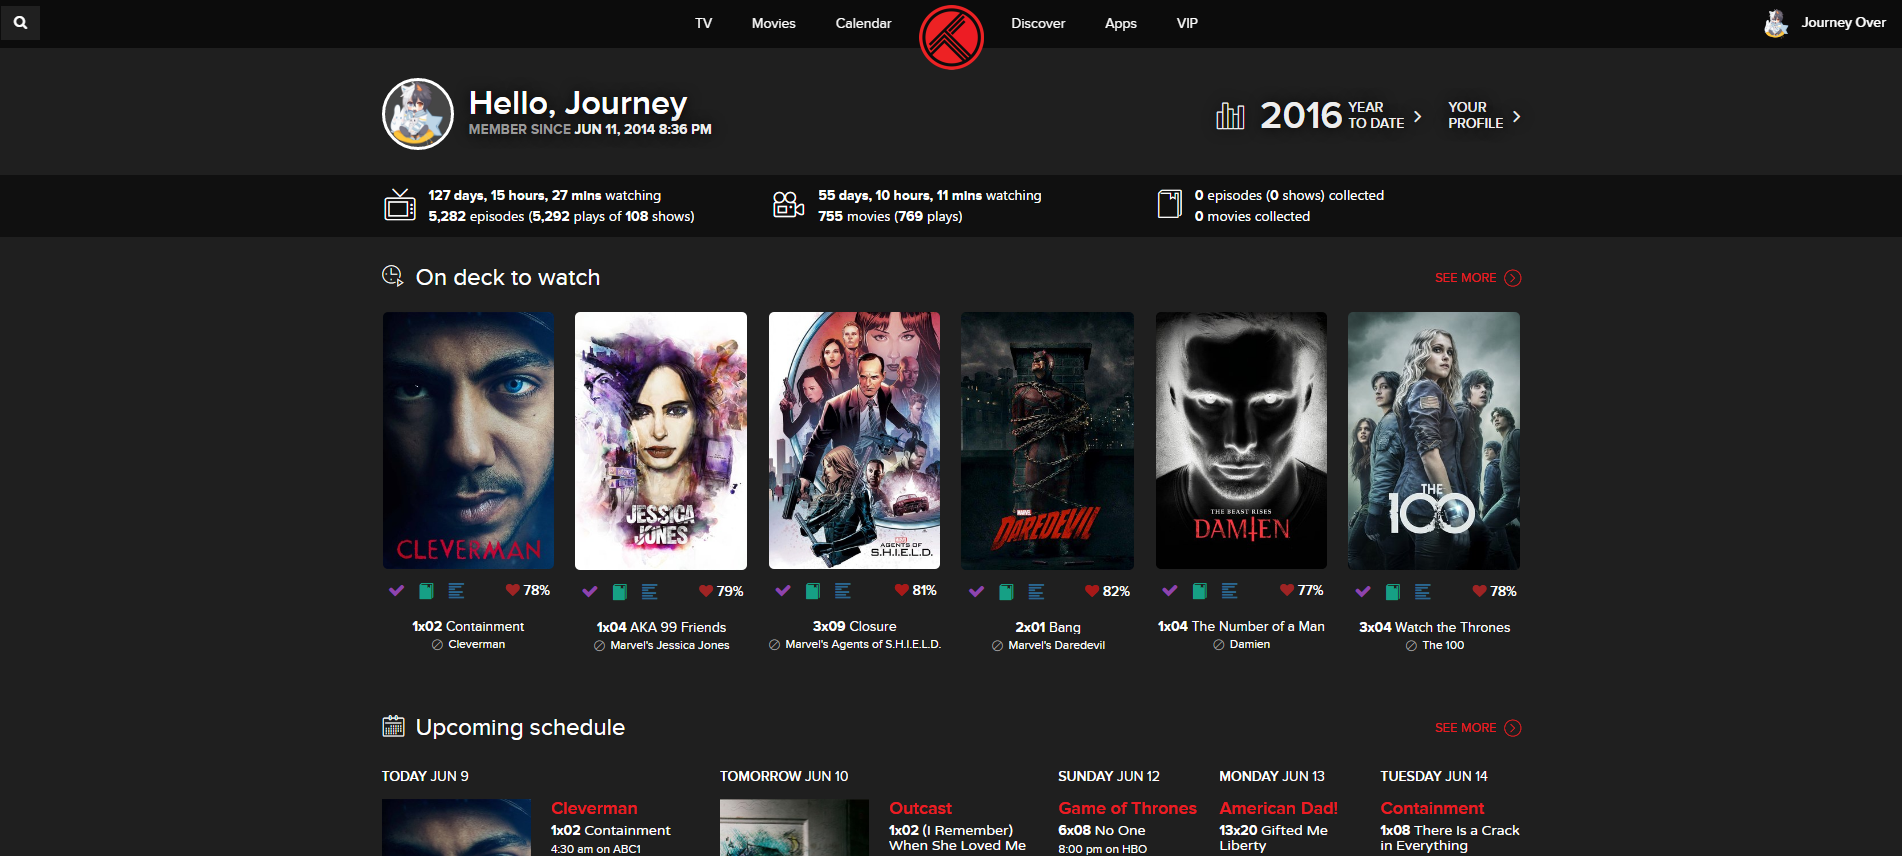 TV Movies Calendar Discover Apps VIP Journey Over
Hello, Journey
MEMBER SINCE JUN 11, 2014 8:36 PM
2016 YEAR TO DATE
YOUR PROFILE
127 days, 15 hours, 27 mins watching
5,282 episodes (5,292 plays of 108 shows)
55 days, 10 hours, 11 mins watching
755 movies (769 plays)
0 episodes (0 shows) collected
0 movies collected
On deck to watch
SEE MORE
CLEVERMAN
JESSICA
JONES
MARVEL
AGENTS OF
S.H.I.E.L.D.
MARVEL
DAREDEVIL
THE BEAST RISES
DAMIEN
THE
100
78%
79%
81%
82%
77%
78%
1x02 Containment
Cleverman
1x04 AKA 99 Friends
Marvel's Jessica Jones
3x09 Closure
Marvel's Agents of S.H.I.E.L.D.
2x01 Bang
Marvel's Daredevil
1x04 The Number of a Man
Damien
3x04 Watch the Thrones
The 100
Upcoming schedule
SEE MORE
TODAY JUN 9
Cleverman
1x02 Containment
4:30 am on ABC1
TOMORROW JUN 10
Outcast
1x02 (I Remember)
When She Loved Me
SUNDAY JUN 12
Game of Thrones
6x08 No One
8:00 pm on HBO
MONDAY JUN 13
American Dad!
13x20 Gifted Me
Liberty
TUESDAY JUN 14
Containment
1x08 There Is a Crack
in Everything